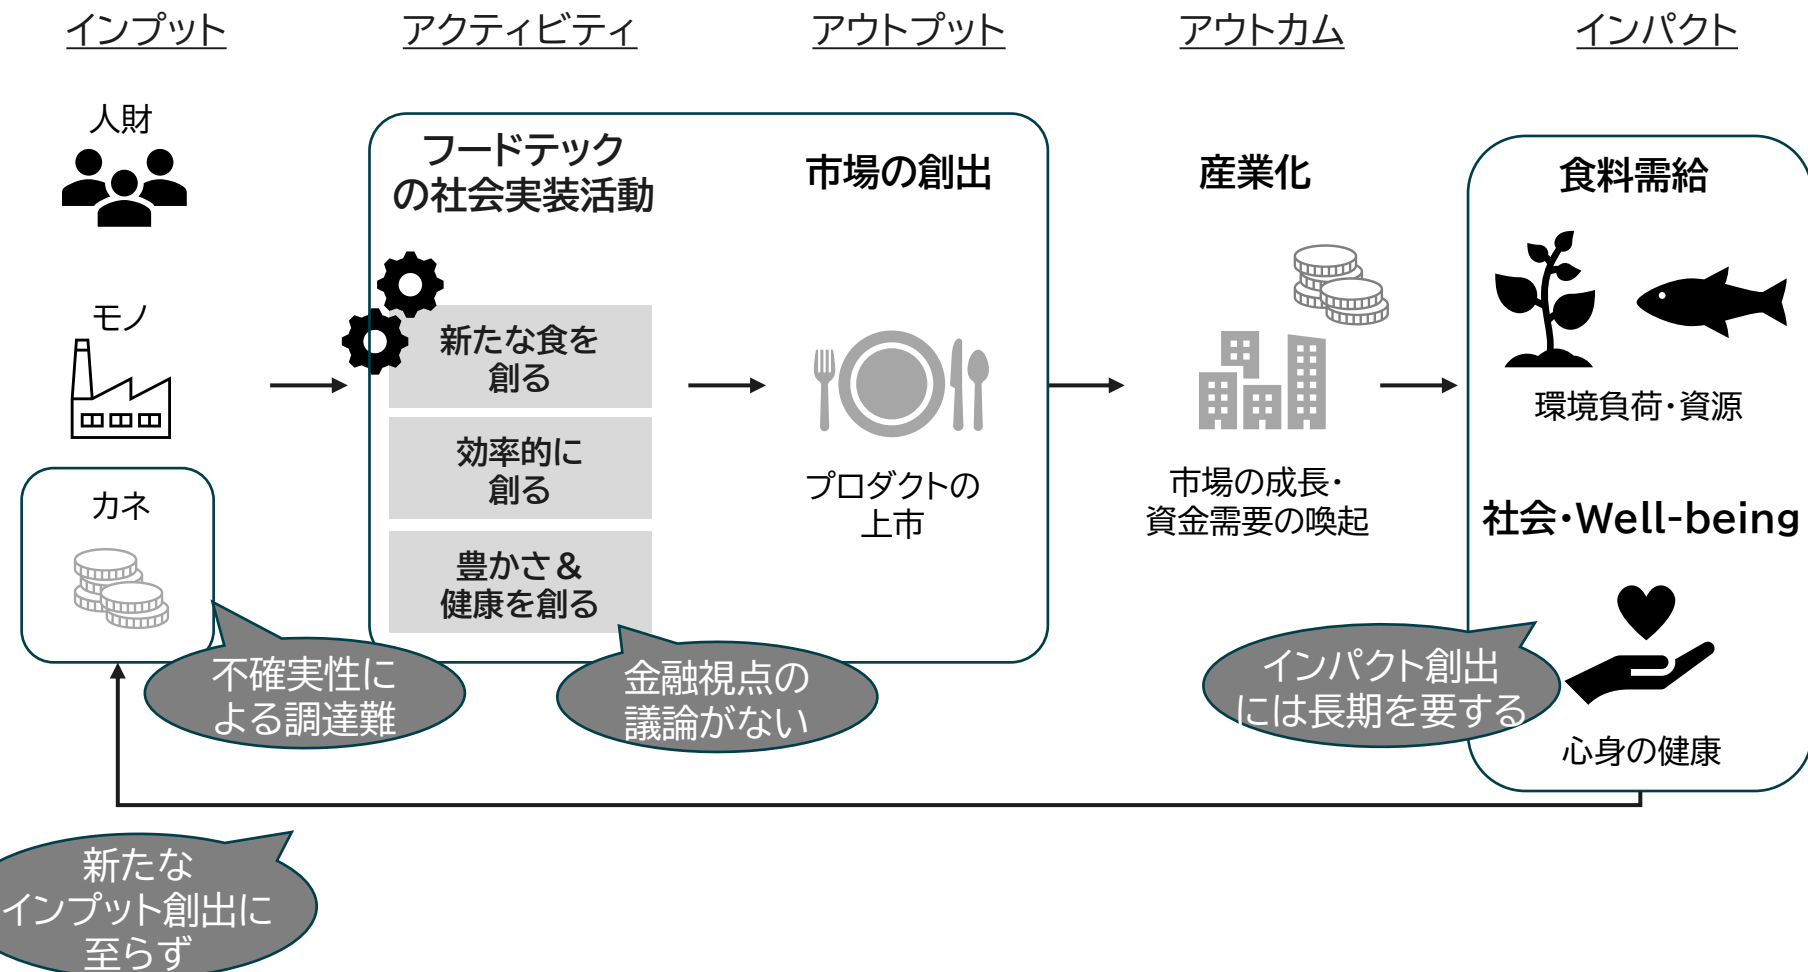 インプット
アクティビティ
アウトプット
アウトカム
インパクト
人財
モノ
カネ
フードテック
の社会実装活動
新たな食を
創る
効率的に
創る
豊かさ＆
健康を創る
市場の創出
プロダクトの
上市
産業化
市場の成長・
資金需要の喚起
食料需給
環境負荷・資源
社会・Well-being
心身の健康
不確実性に
よる調達難
金融視点の
議論がない
インパクト創出
には長期を要する
新たな
インプット創出に
至らず